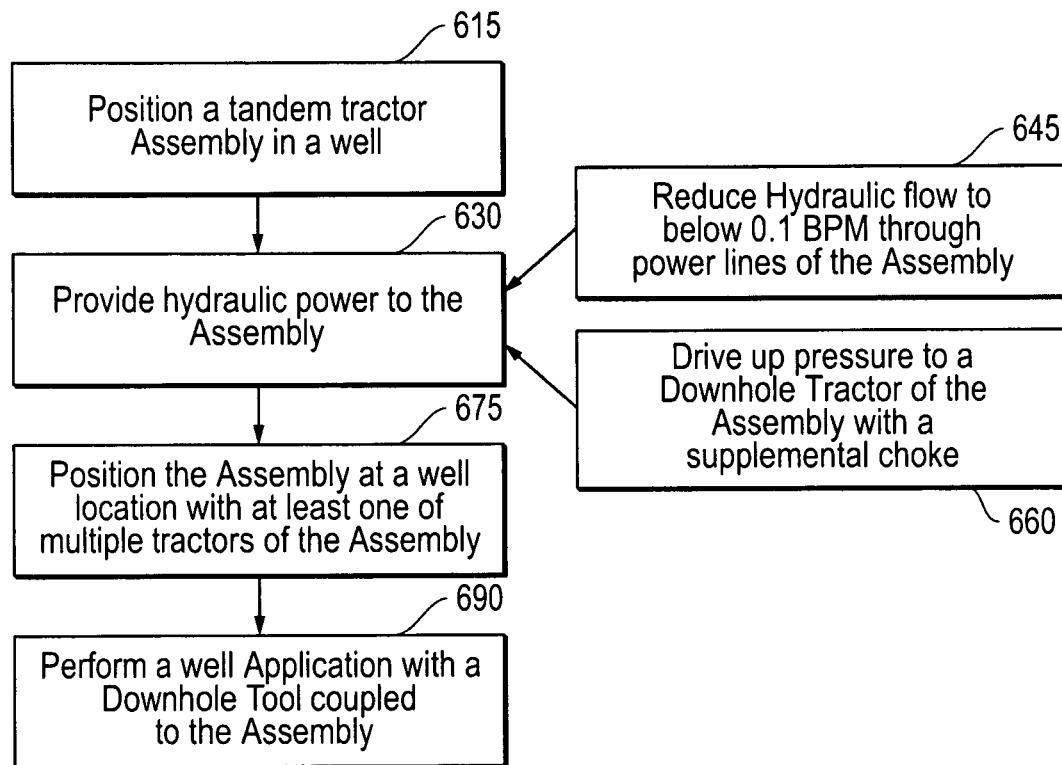 615
Position a tandem tractor
Assembly in a well
630
Provide hydraulic power to the
Assembly
645
Reduce Hydraulic flow to
below 0.1 BPM through
power lines of the Assembly
Drive up pressure to a
Downhole Tractor of the
Assembly with a
supplemental choke
660
675
Position the Assembly at a well
location with at least one of
multiple tractors of the Assembly
690
Perform a well Application with a
Downhole Tool coupled
to the Assembly